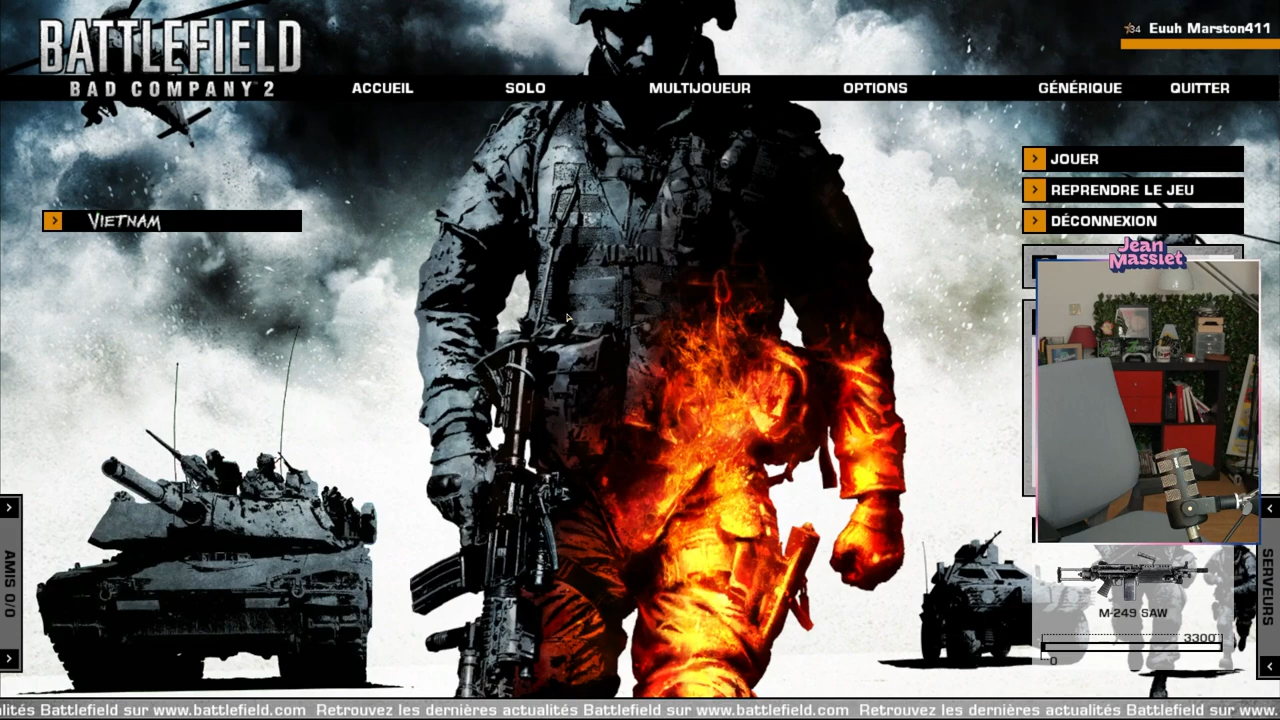 BATTLEFIELD
BAD COMPANY 2
34 Euuh Marston411
ACCUEIL SOLO MULTIJOUEUR OPTIONS GÉNÉRIQUE QUITTER
JOUER
REPRENDRE LE JEU
DÉCONNEXION
VIETNAM
Jean
Massiet
AMIS 0/0
SERVEURS
M-249 SAW
3300
0
lités Battlefield sur www.battlefield.com Retrouvez les dernières actualités Battlefield sur www.battlefield.com Retrouvez les dernières actualités Battlefield sur www.